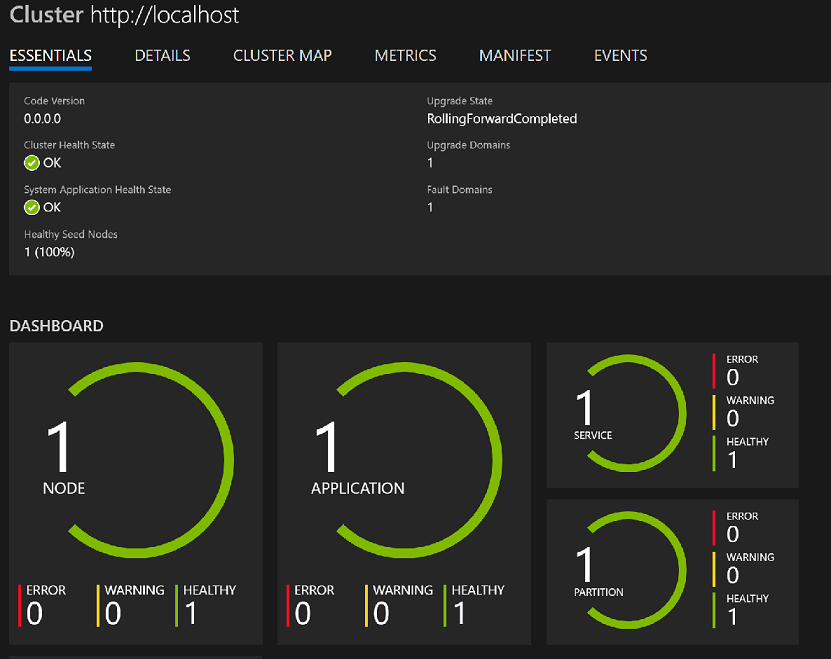 Cluster http://localhost
ESSENTIALS DETAILS CLUSTER MAP METRICS MANIFEST EVENTS
Code Version
0.0.0.0
Cluster Health State
OK
System Application Health State
OK
Healthy Seed Nodes
1 (100%)
Upgrade State
RollingForwardCompleted
Upgrade Domains
1
Fault Domains
1
DASHBOARD
1
NODE
ERROR WARNING HEALTHY
0 0 1
1
APPLICATION
ERROR WARNING HEALTHY
0 0 1
1
SERVICE
ERROR
0
WARNING
0
HEALTHY
1
1
PARTITION
ERROR
0
WARNING
0
HEALTHY
1